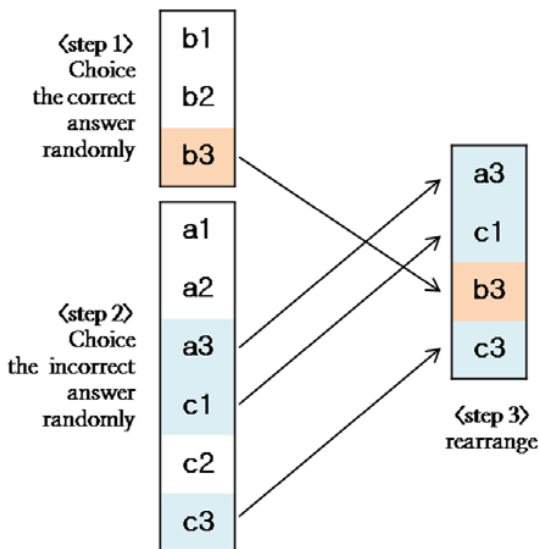 ⟨step 1⟩
Choice
the correct
answer
randomly
b1
b2
b3
⟨step 2⟩
Choice
the incorrect
answer
randomly
a1
a2
a3
c1
c2
c3
a3
c1
b3
c3
⟨step 3⟩
rearrange